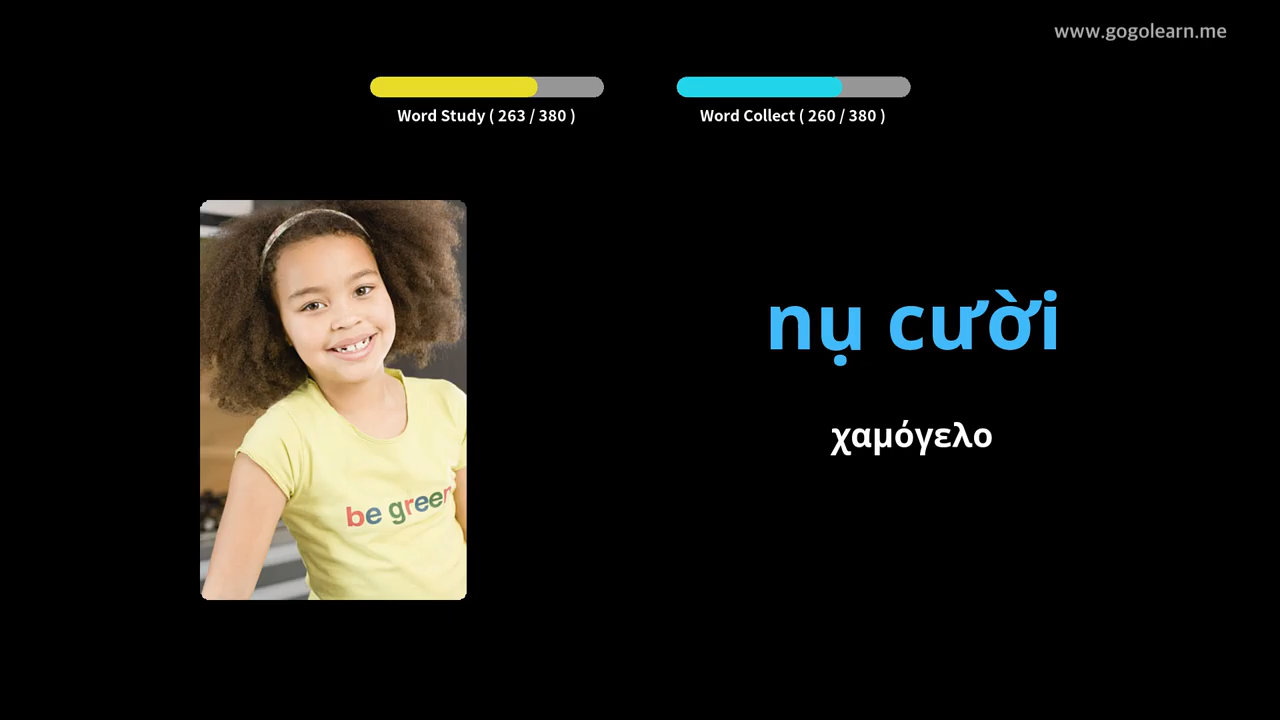 www.gogolearn.me
Word Study ( 263 / 380 )
Word Collect ( 260 / 380 )
nụ cười
χαμόγελο
be green